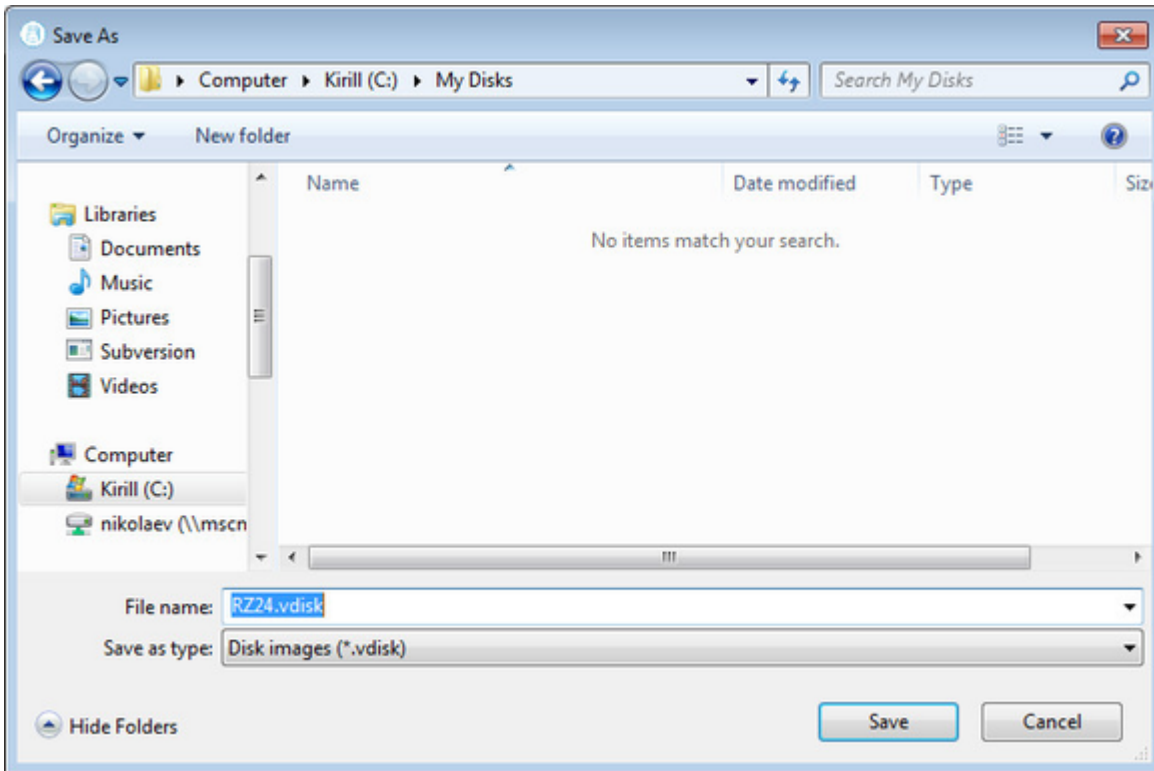 Save As
Computer Kirill (C:) My Disks
Search My Disks
Organize New folder
Name Date modified Type
No items match your search.
Libraries
Documents
Music
Pictures
Subversion
Videos
Computer
Kirill (C:)
nikolaev (\\mscn
File name: RZ24.vdisk
Save as type: Disk images (*.vdisk)
Hide Folders
Save Cancel